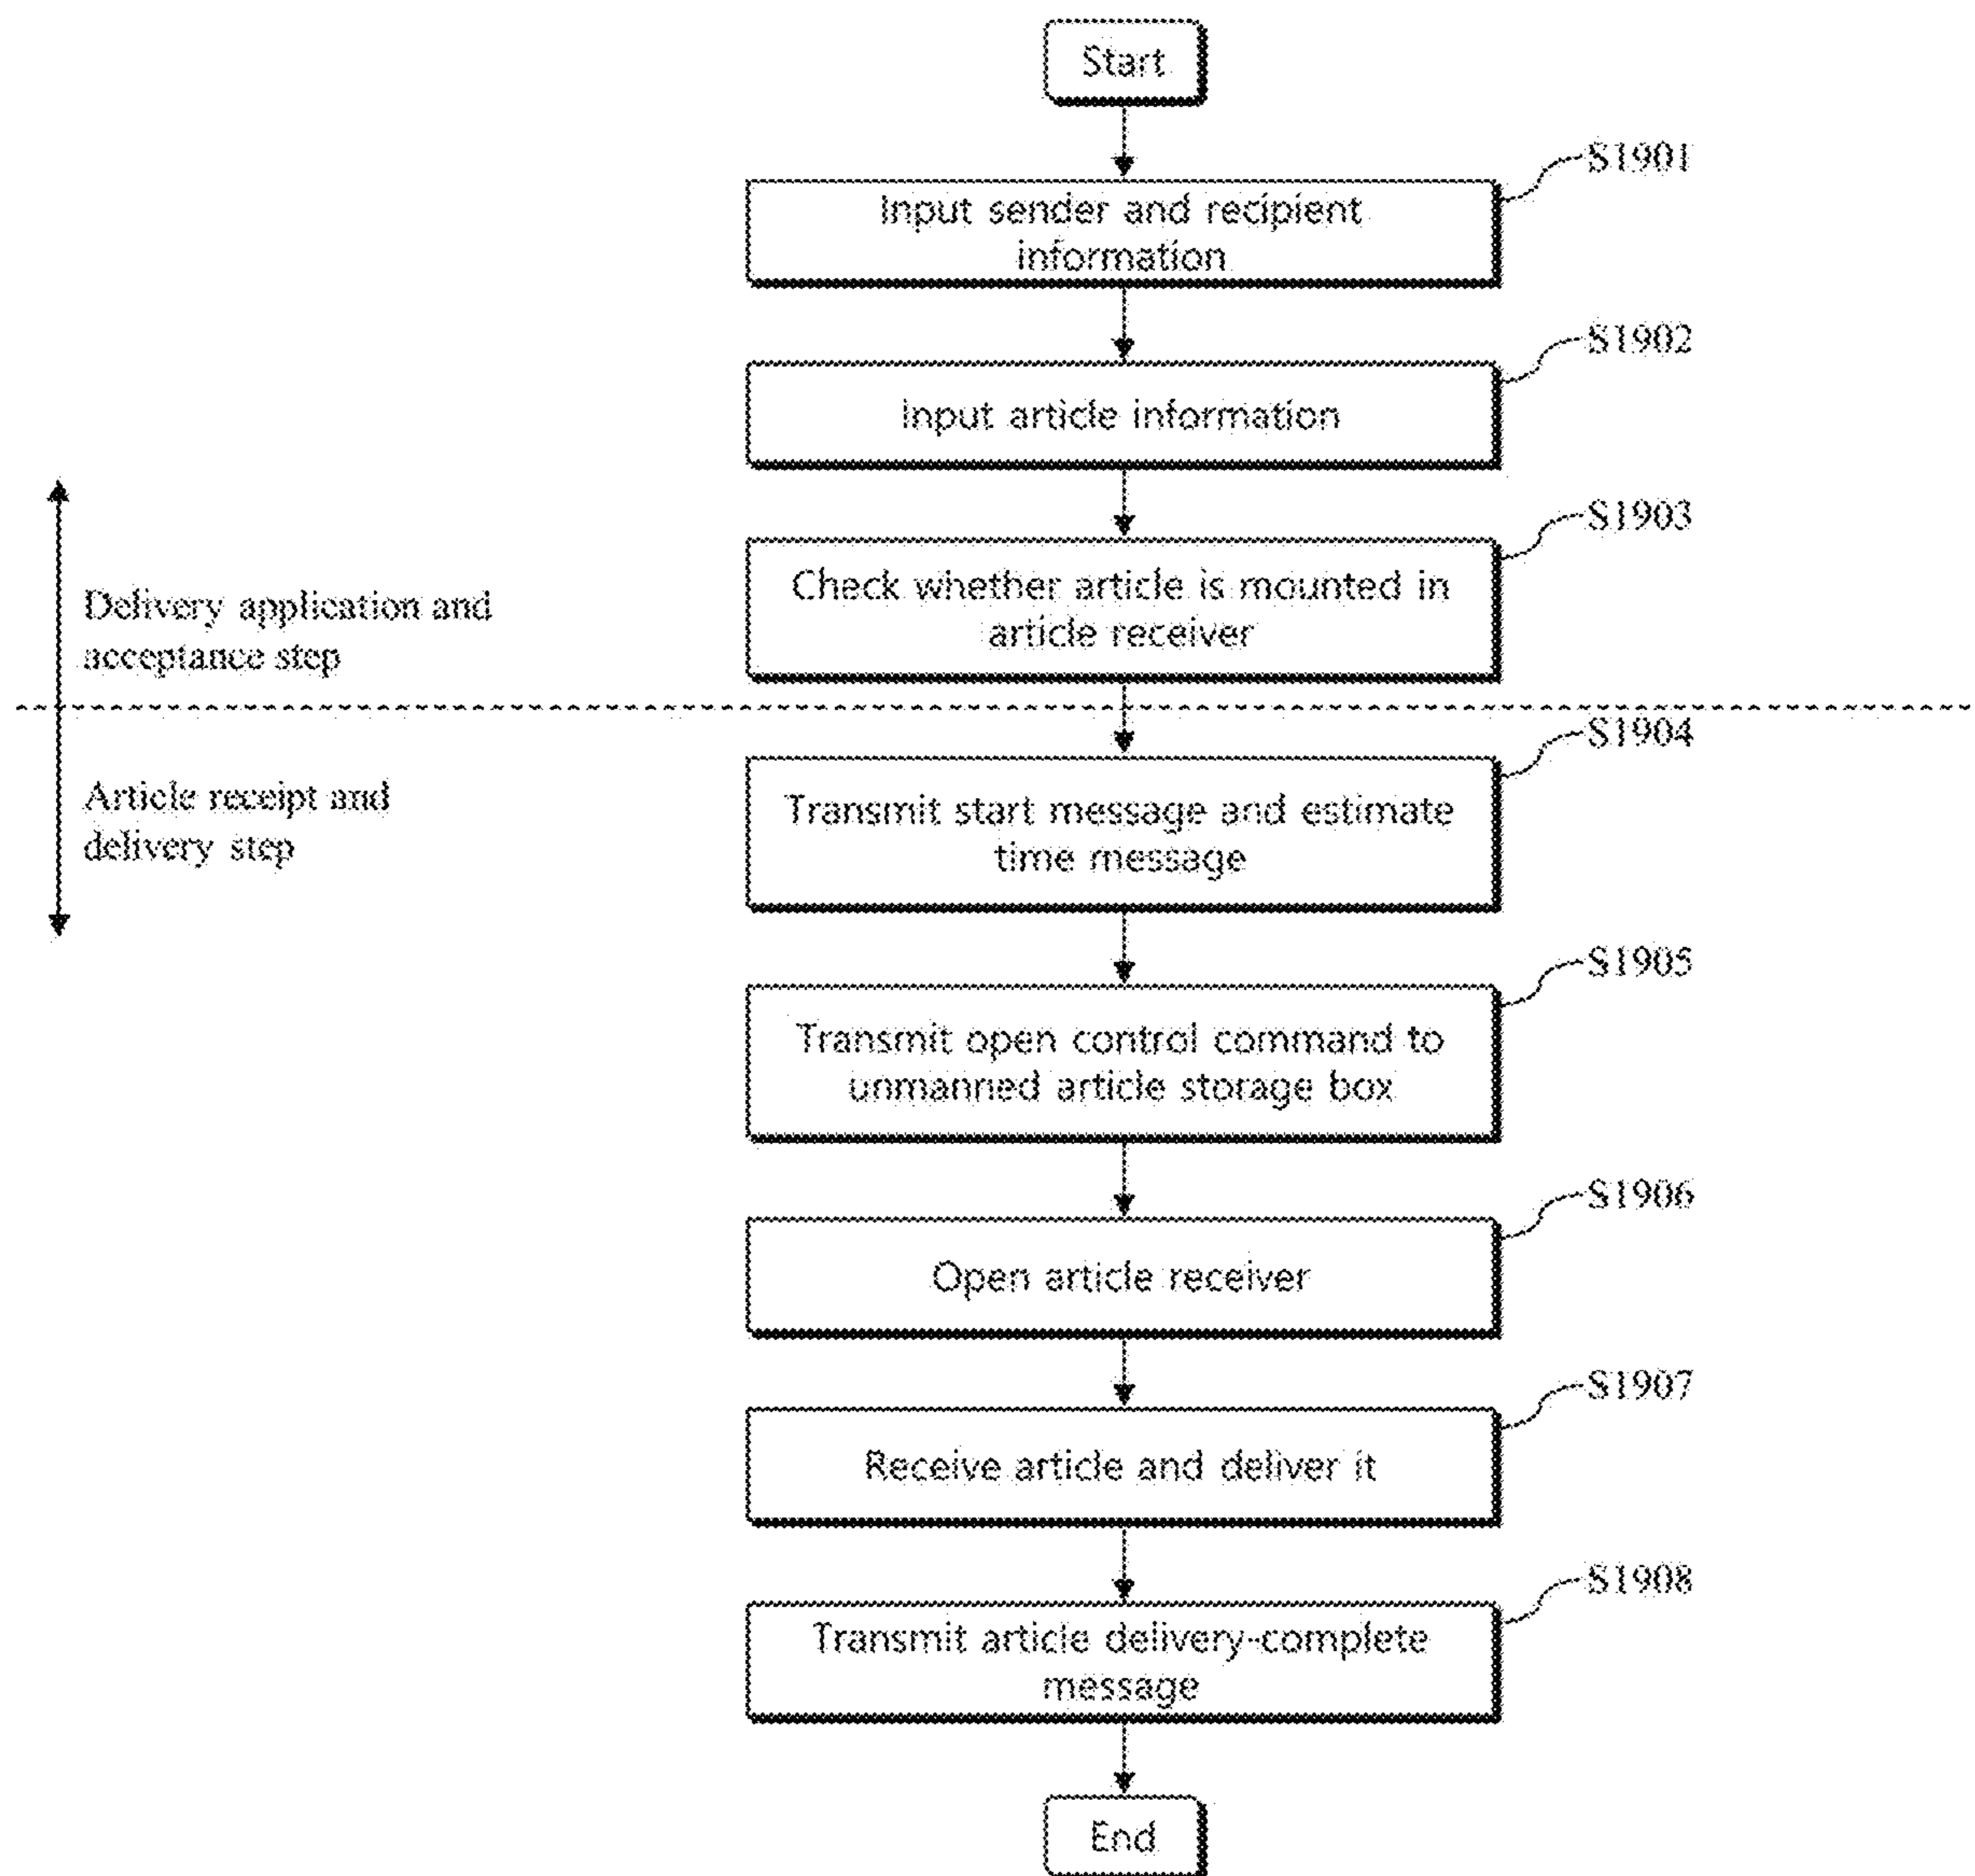 Start
S1901
Input sender and recipient
information
S1902
Input article information
S1903
Check whether article is mounted in
article receiver
Delivery application and
acceptance step
S1904
Article receipt and
delivery step
Transmit start message and estimate
time message
S1905
Transmit open control command to
unmanned article storage box
S1906
Open article receiver
S1907
Receive article and deliver it
S1908
Transmit article delivery-complete
message
End